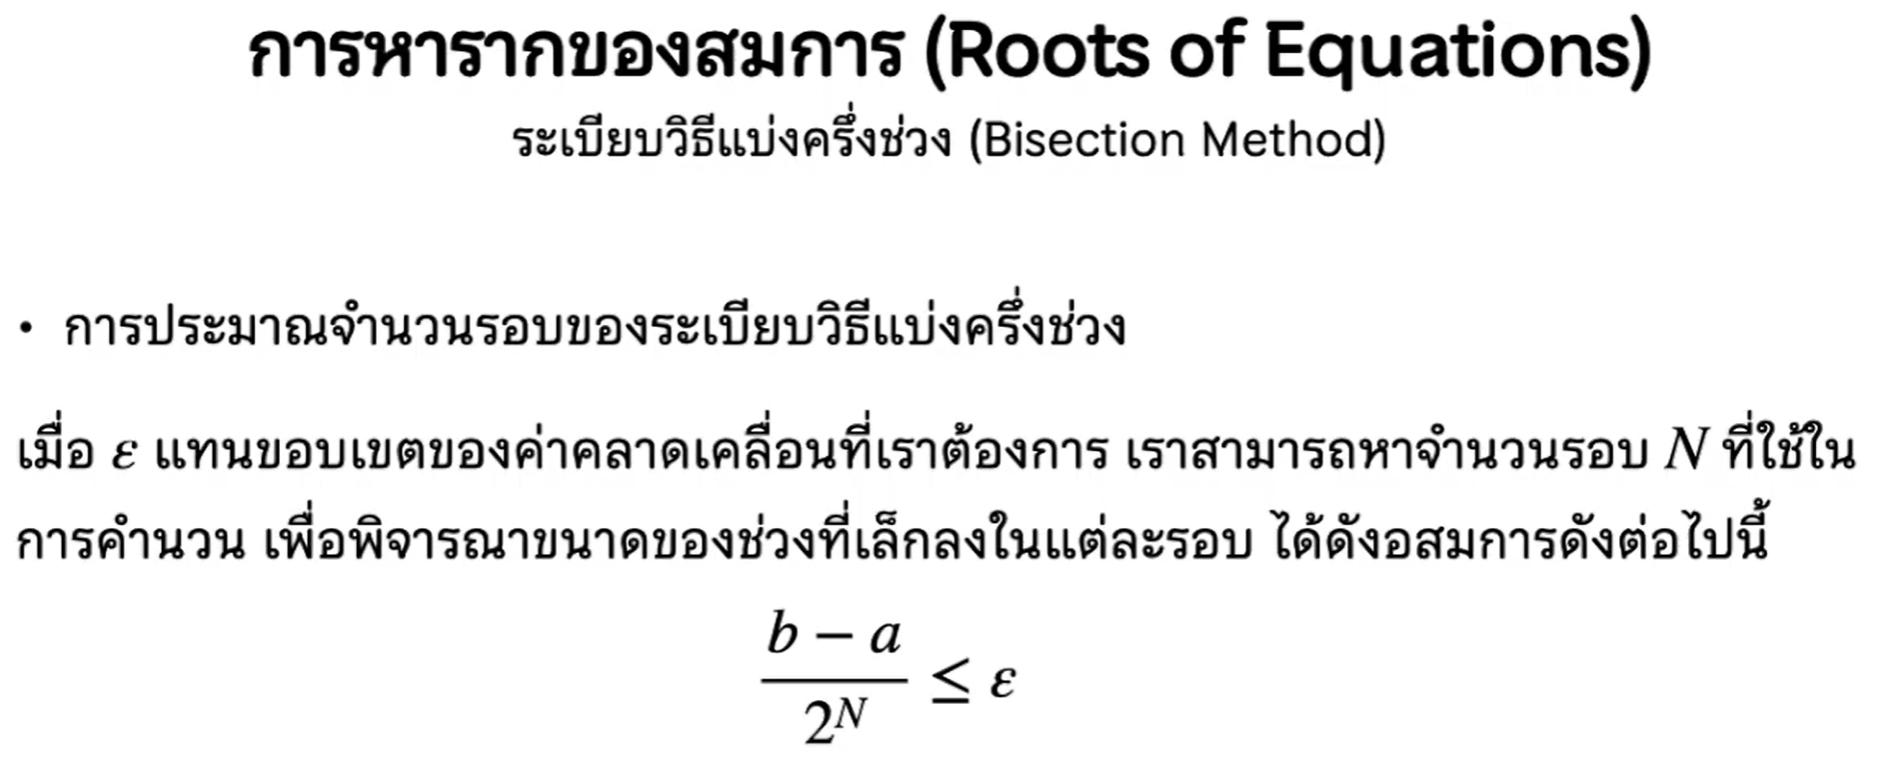 การหารากของสมการ (Roots of Equations)
ระเบียบวิธีแบ่งครึ่งช่วง (Bisection Method)
• การประมาณจำนวนรอบของระเบียบวิธีแบ่งครึ่งช่วง
เมื่อ ε แทนขอบเขตของค่าคลาดเคลื่อนที่เราต้องการ เราสามารถหาจำนวนรอบ N ที่ใช้ใน
การคำนวน เพื่อพิจารณาขนาดของช่วงที่เล็กลงในแต่ละรอบ ได้ดังอสมการดังต่อไปนี้
b − a
2^N
≤ ε